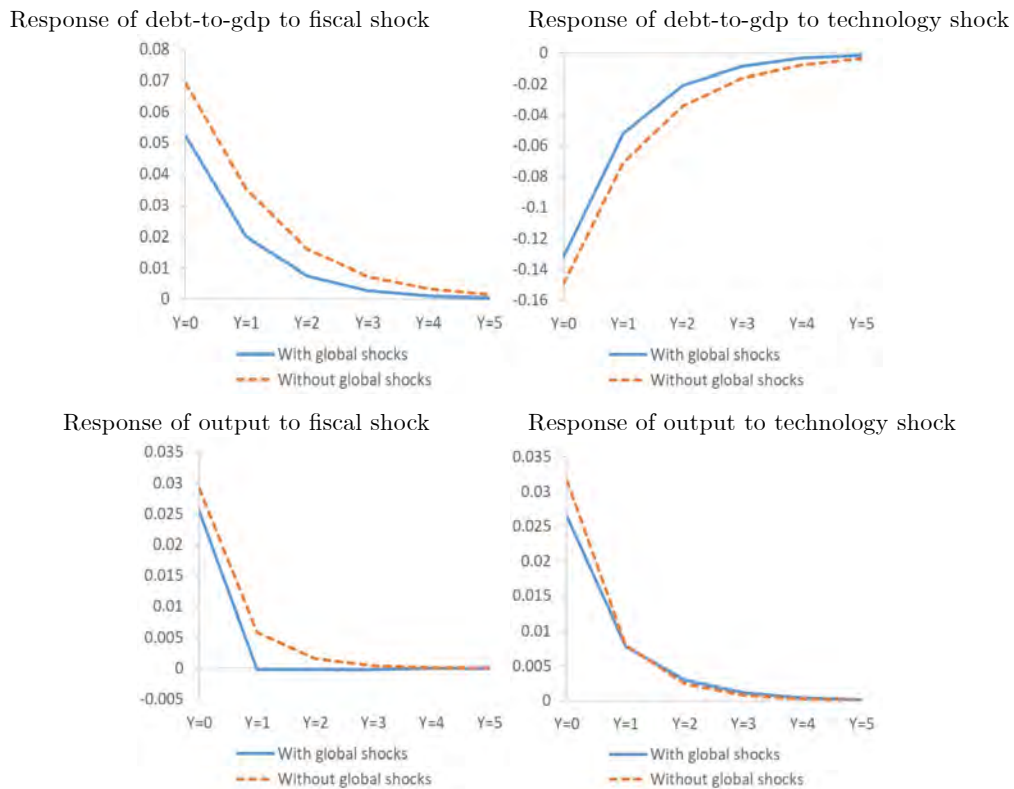 Response of debt-to-gdp to fiscal shock
0.08
0.07
0.06
0.05
0.04
0.03
0.02
0.01
0
Y=0 Y=1 Y=2 Y=3 Y=4 Y=5
With global shocks
Without global shocks
Response of debt-to-gdp to technology shock
0
-0.02
-0.04
-0.06
-0.08
-0.1
-0.12
-0.14
-0.16
Y=0 Y=1 Y=2 Y=3 Y=4 Y=5
With global shocks
Without global shocks
Response of output to fiscal shock
0.035
0.03
0.025
0.02
0.015
0.01
0.005
0
-0.005
Y=0 Y=1 Y=2 Y=3 Y=4 Y=5
With global shocks
Without global shocks
Response of output to technology shock
0.035
0.03
0.025
0.02
0.015
0.01
0.005
0
Y=0 Y=1 Y=2 Y=3 Y=4 Y=5
With global shocks
Without global shocks